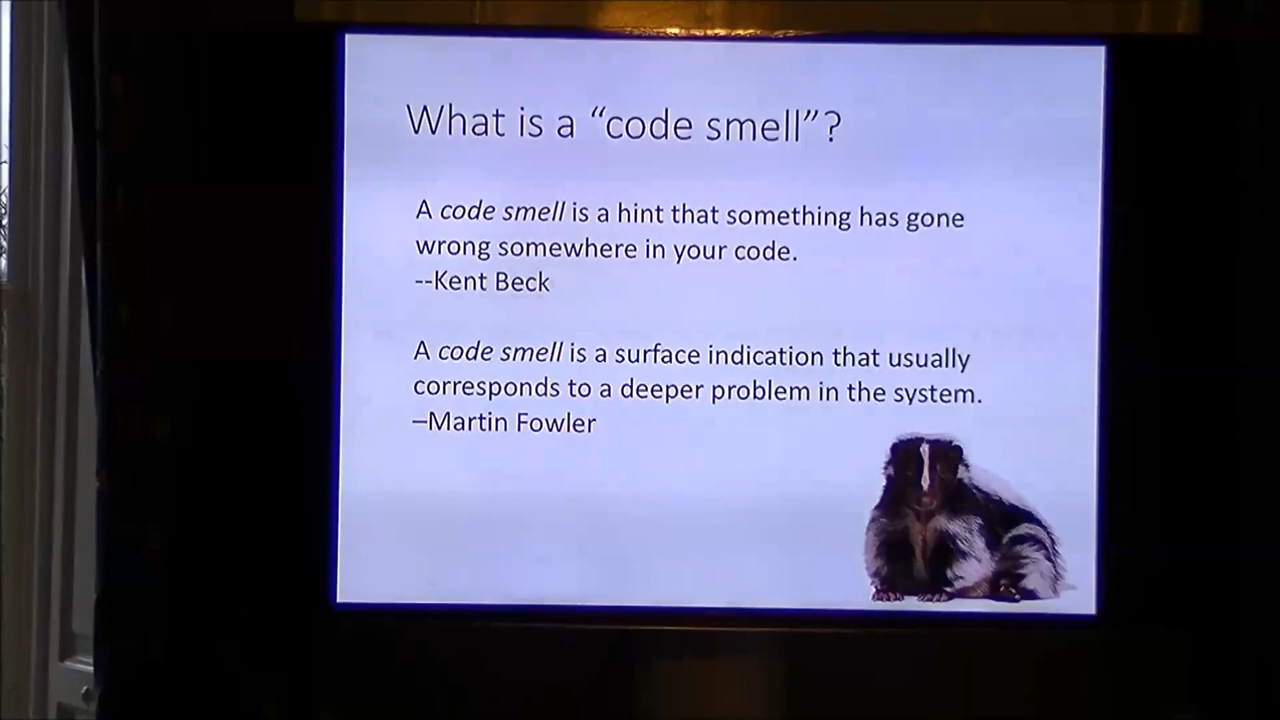 What is a “code smell”?
A code smell is a hint that something has gone
wrong somewhere in your code.
--Kent Beck
A code smell is a surface indication that usually
corresponds to a deeper problem in the system.
–Martin Fowler